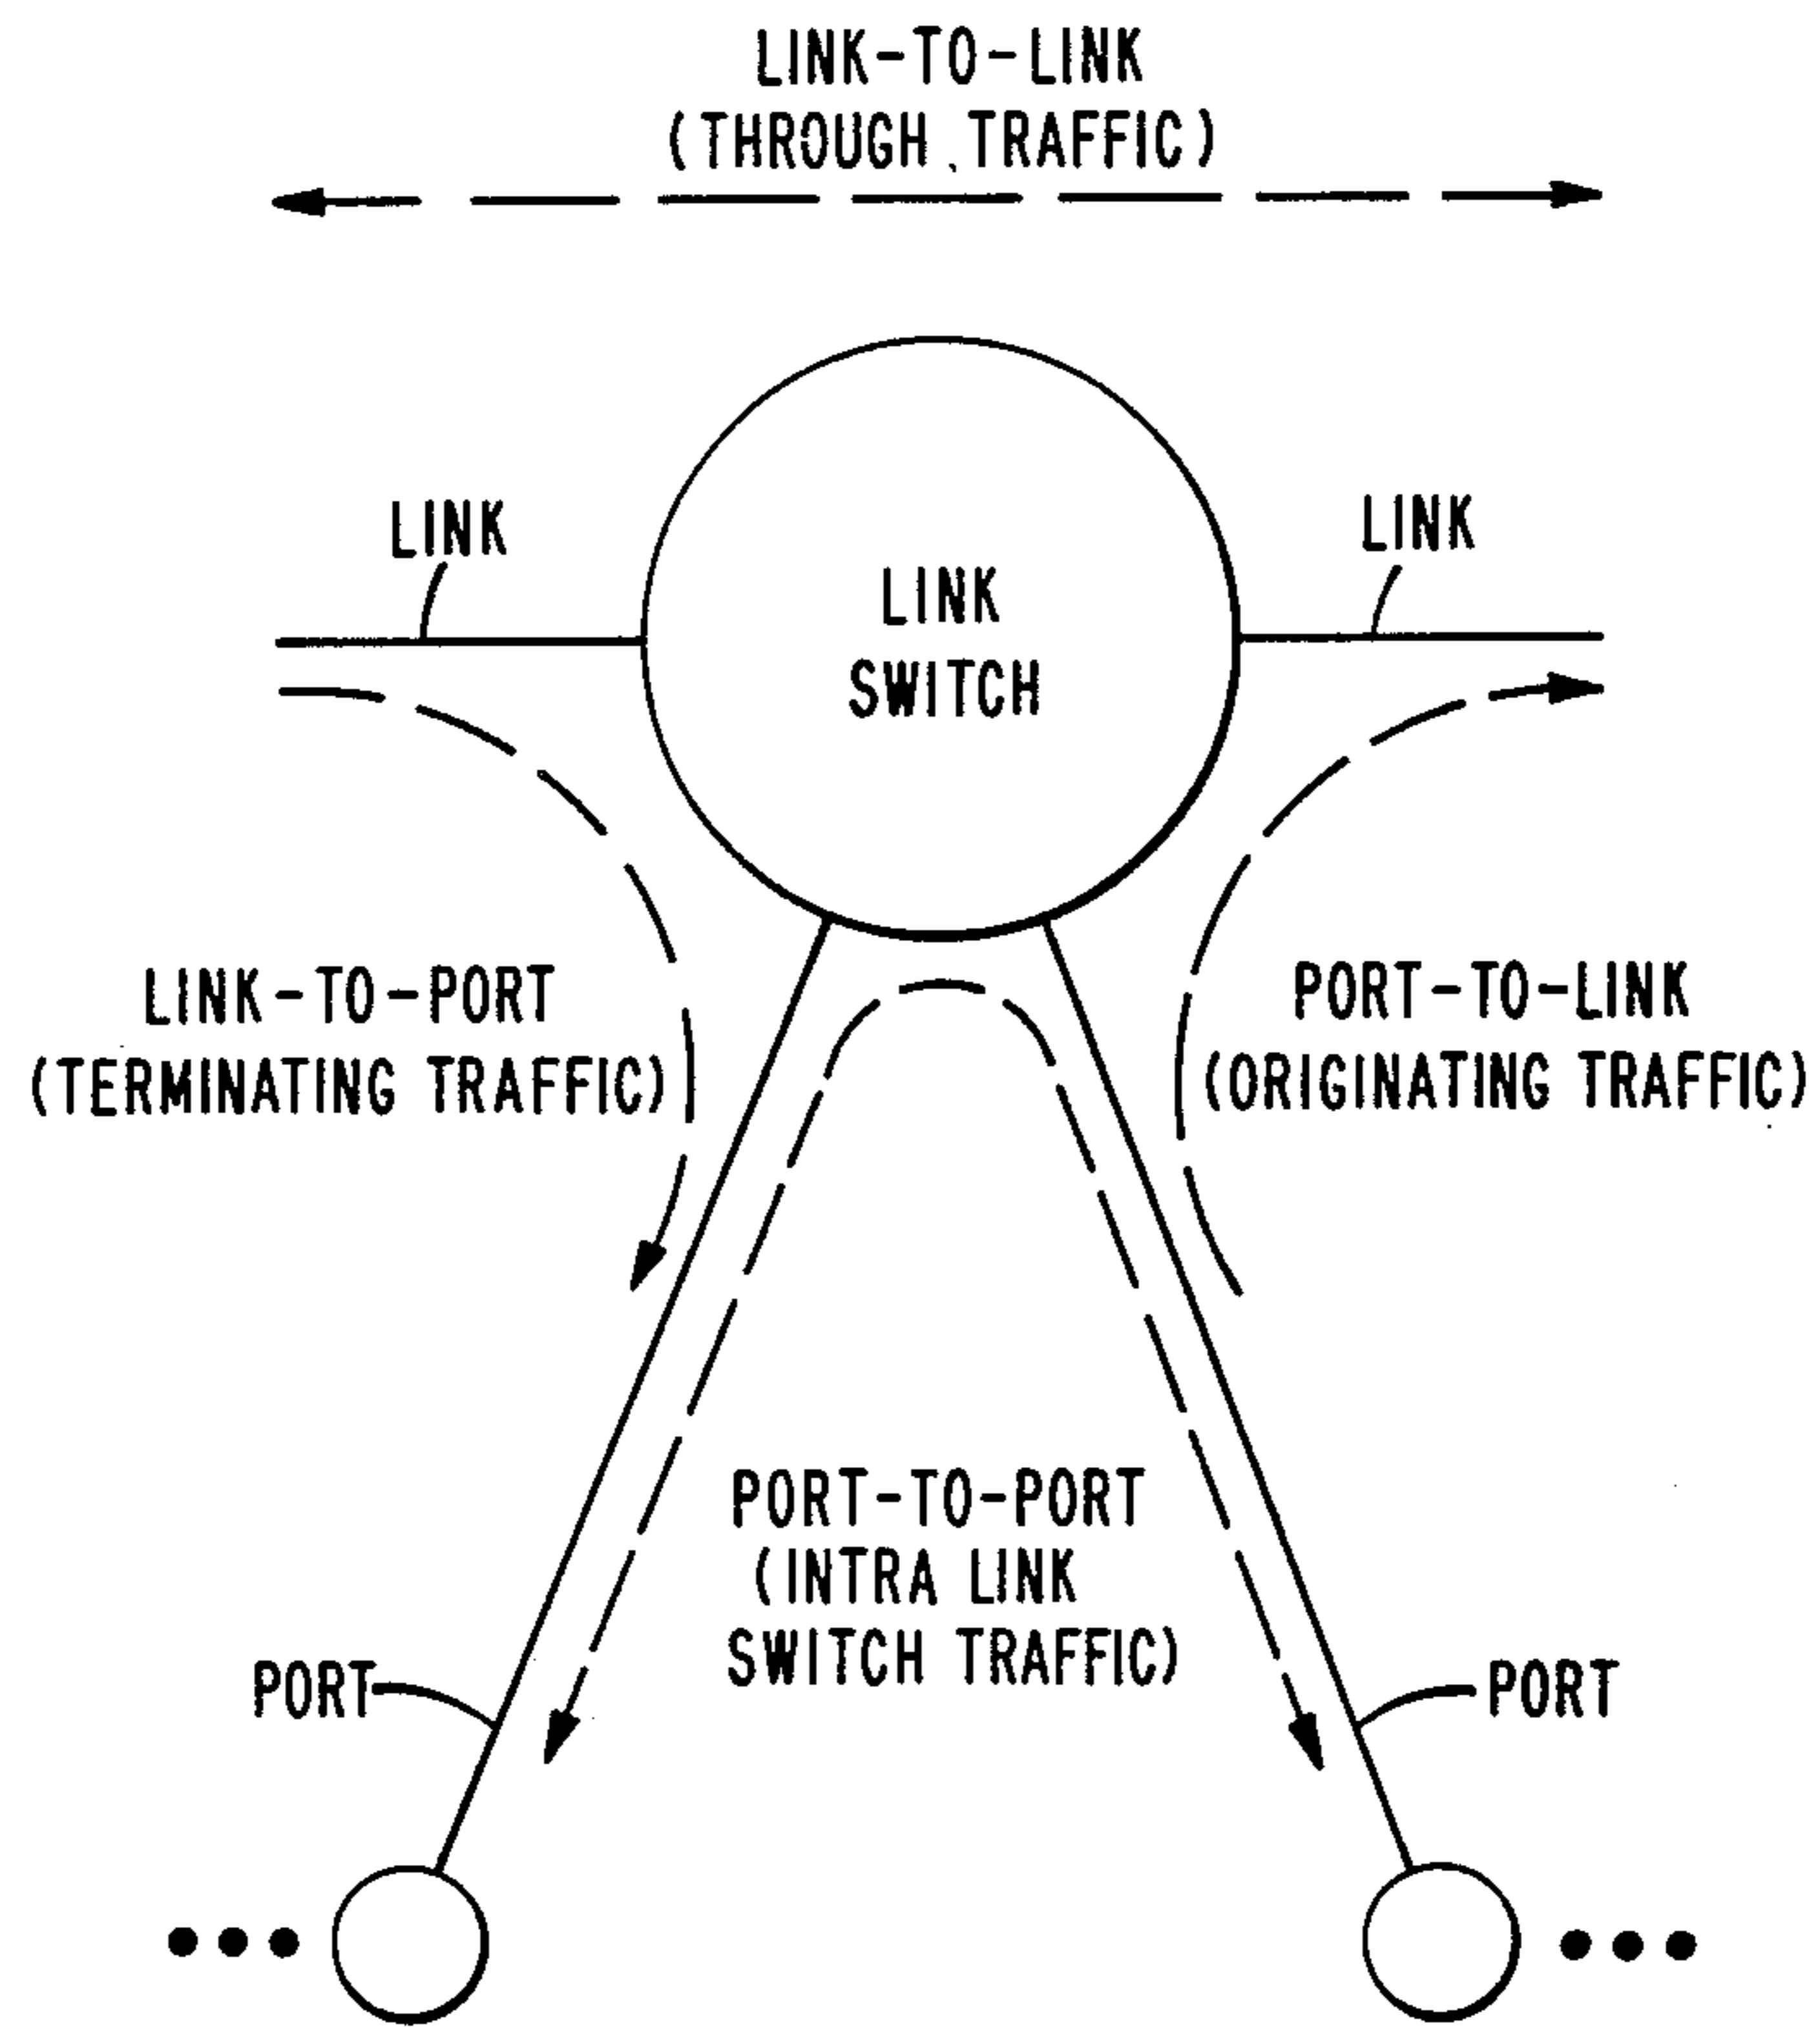 LINK-TO-LINK
(THROUGH TRAFFIC)
LINK
LINK
LINK
SWITCH
LINK-TO-PORT
(TERMINATING TRAFFIC)
PORT-TO-LINK
(ORIGINATING TRAFFIC)
PORT-TO-PORT
(INTRA LINK
SWITCH TRAFFIC)
PORT
PORT